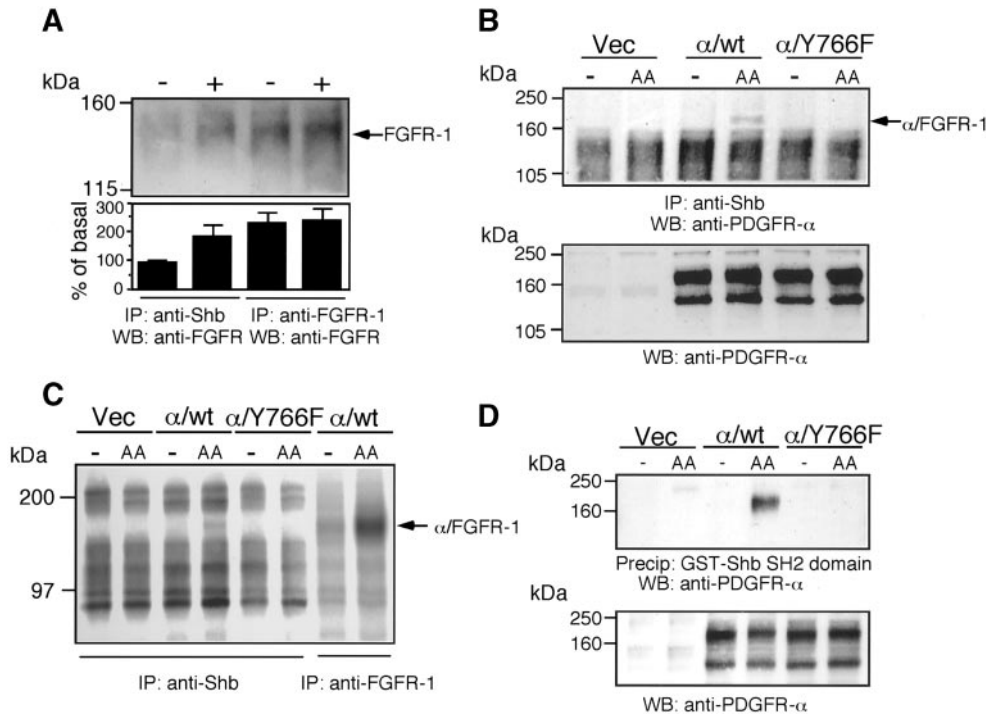 A
kDa - + - +
160
FGFR-1
115
% of basal
300
200
100
0
IP: anti-Shb IP: anti-FGFR-1
WB: anti-FGFR WB: anti-FGFR
B
Vec α/wt α/Y766F
kDa - AA - AA - AA
250
160
α/FGFR-1
105
IP: anti-Shb
WB: anti-PDGFR-α
kDa
250
160
105
WB: anti-PDGFR-α
C
Vec α/wt α/Y766F α/wt
kDa - AA - AA - AA - AA
200
α/FGFR-1
97
IP: anti-Shb IP: anti-FGFR-1
D
Vec α/wt α/Y766F
kDa - AA - AA - AA
250
160
Precip: GST-Shb SH2 domain
WB: anti-PDGFR-α
kDa
250
160
WB: anti-PDGFR-α